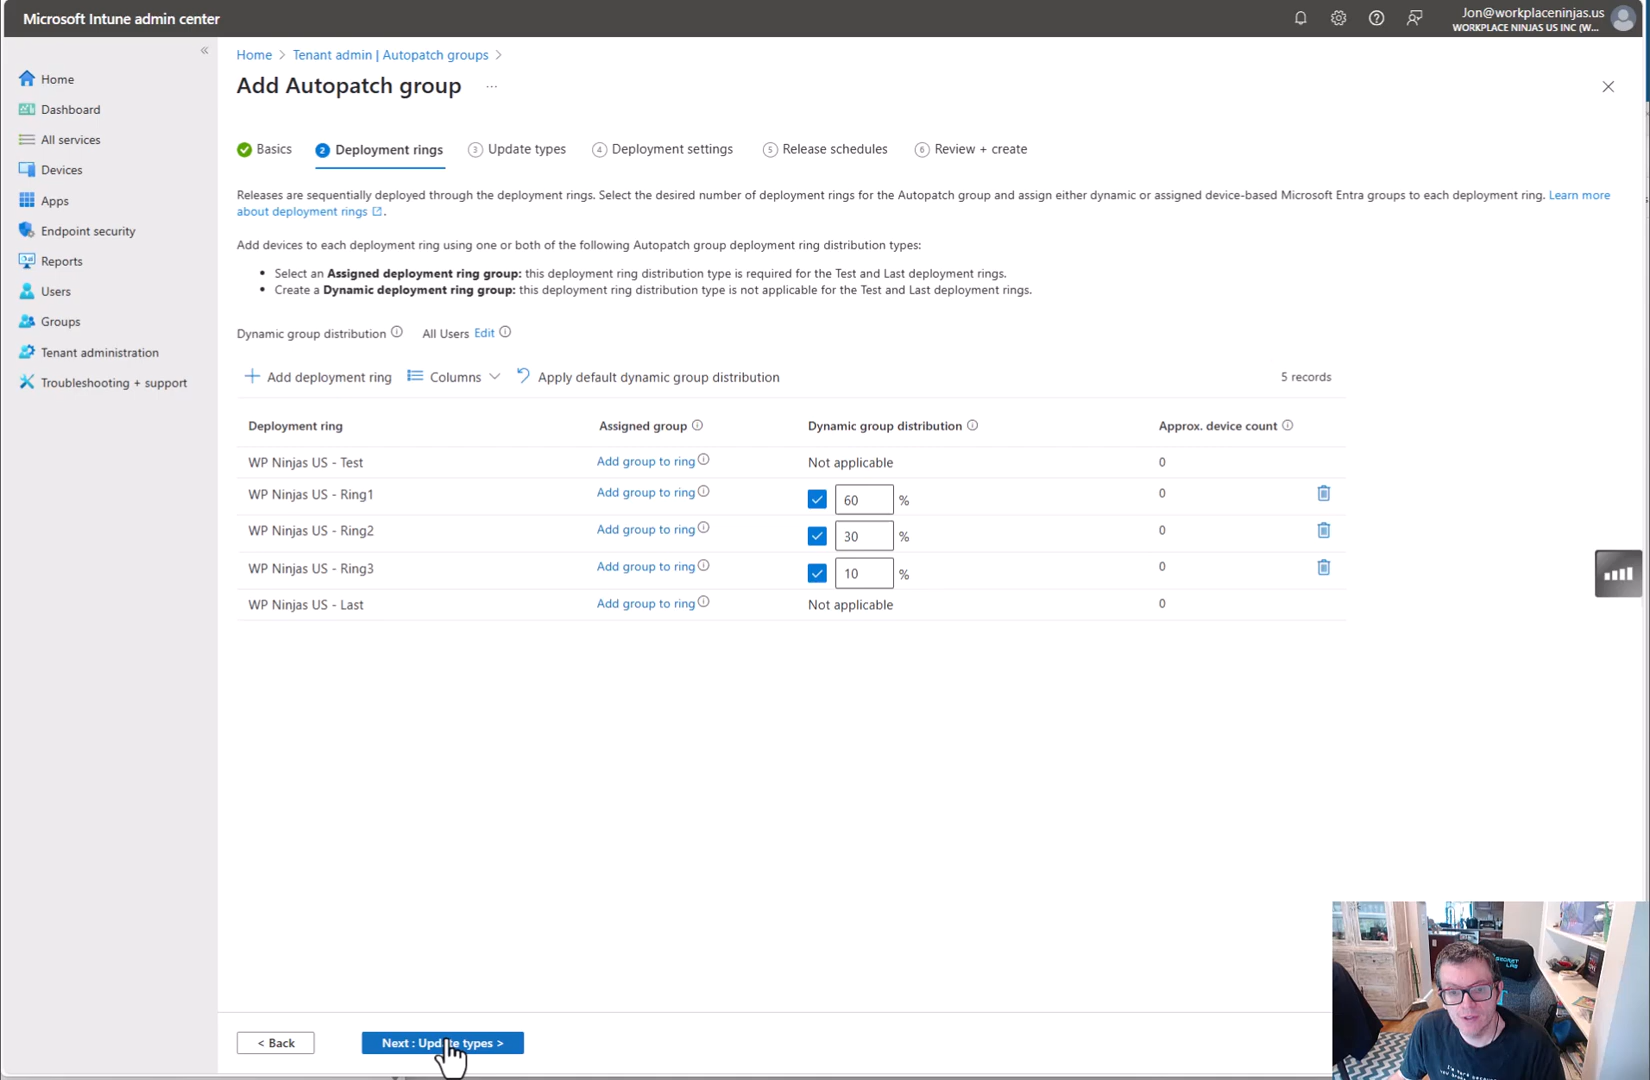 Microsoft Intune admin center
Jon@workplaceninjas.us
WORKPLACE NINJAS US INC (W...
«
Home > Tenant admin | Autopatch groups >
Add Autopatch group ...
Home
Dashboard
All services
Devices
Apps
Endpoint security
Reports
Users
Groups
Tenant administration
Troubleshooting + support
Basics
2 Deployment rings
3 Update types
4 Deployment settings
5 Release schedules
6 Review + create
Releases are sequentially deployed through the deployment rings. Select the desired number of deployment rings for the Autopatch group and assign either dynamic or assigned device-based Microsoft Entra groups to each deployment ring. Learn more
about deployment rings.
Add devices to each deployment ring using one or both of the following Autopatch group deployment ring distribution types:
• Select an Assigned deployment ring group: this deployment ring distribution type is required for the Test and Last deployment rings.
• Create a Dynamic deployment ring group: this deployment ring distribution type is not applicable for the Test and Last deployment rings.
Dynamic group distribution All Users Edit
Add deployment ring Columns Apply default dynamic group distribution 5 records
Deployment ring Assigned group Dynamic group distribution Approx. device count
WP Ninjas US - Test Add group to ring Not applicable 0
WP Ninjas US - Ring1 Add group to ring 60 % 0
WP Ninjas US - Ring2 Add group to ring 30 % 0
WP Ninjas US - Ring3 Add group to ring 10 % 0
WP Ninjas US - Last Add group to ring Not applicable 0
SECRET LAB
< Back
Next : Update types >